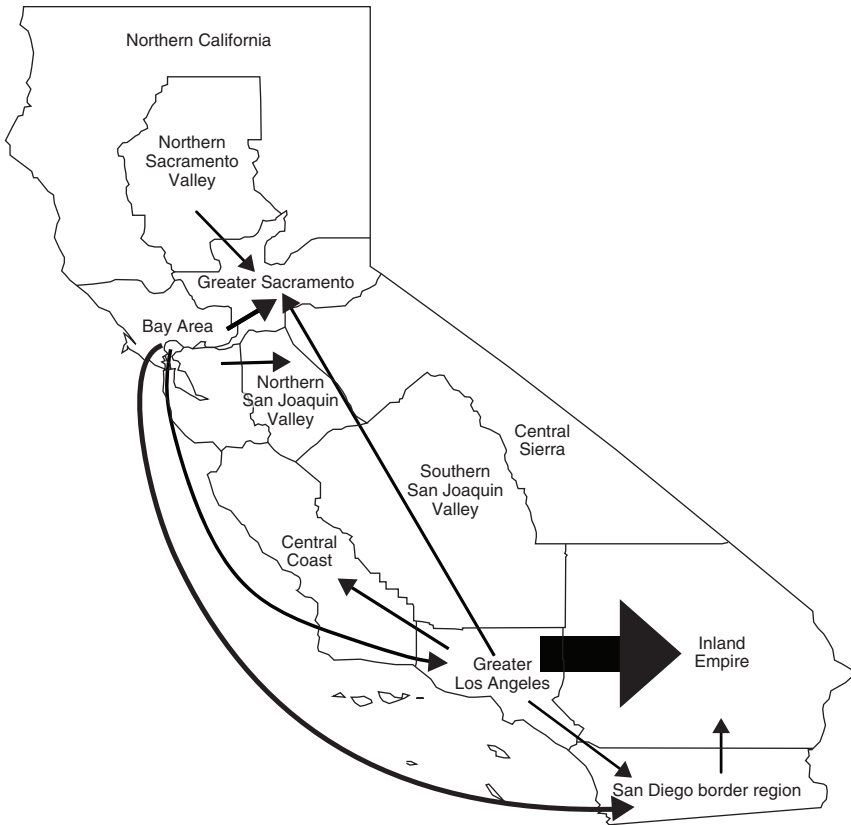 Northern California
Northern
Sacramento
Valley
Greater Sacramento
Bay Area
Northern
San Joaquin
Valley
Central
Sierra
Southern
San Joaquin
Valley
Central
Coast
Inland
Empire
Greater
Los Angeles
San Diego border region